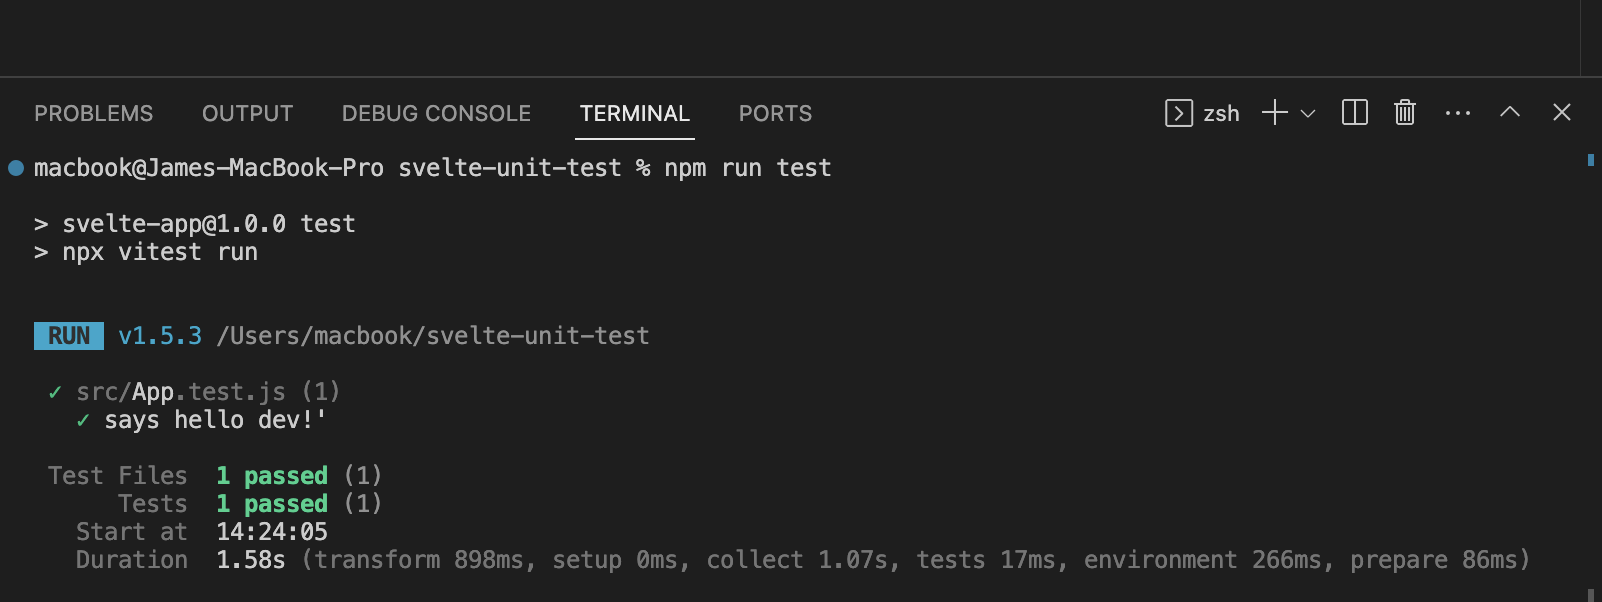 PROBLEMS OUTPUT DEBUG CONSOLE TERMINAL PORTS zsh
macbook@James-MacBook-Pro svelte-unit-test % npm run test
> svelte-app@1.0.0 test
> npx vitest run
RUN v1.5.3 /Users/macbook/svelte-unit-test
✓ src/App.test.js (1)
✓ says hello dev!'
Test Files 1 passed (1)
Tests 1 passed (1)
Start at 14:24:05
Duration 1.58s (transform 898ms, setup 0ms, collect 1.07s, tests 17ms, environment 266ms, prepare 86ms)